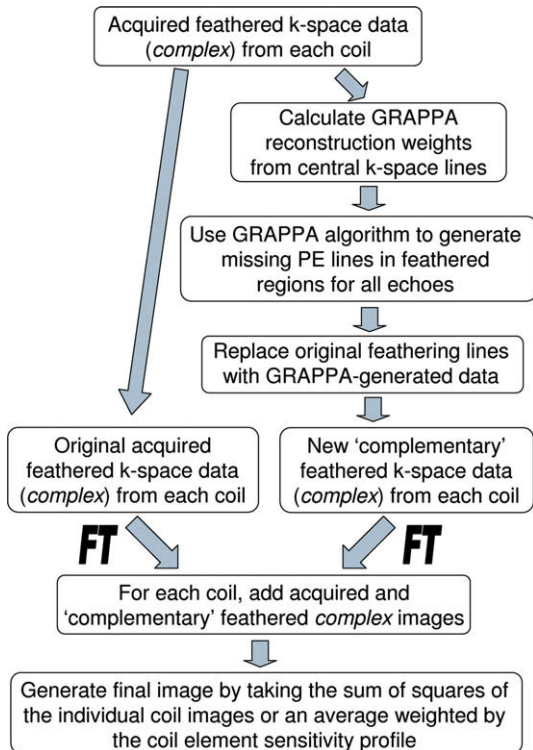 Acquired feathered k-space data
(complex) from each coil
Calculate GRAPPA
reconstruction weights
from central k-space lines
Use GRAPPA algorithm to generate
missing PE lines in feathered
regions for all echoes
Replace original feathering lines
with GRAPPA-generated data
Original acquired
feathered k-space data
(complex) from each coil
New ‘complementary’
feathered k-space data
(complex) from each coil
FT
FT
For each coil, add acquired and
‘complementary’ feathered complex images
Generate final image by taking the sum of squares of
the individual coil images or an average weighted by
the coil element sensitivity profile